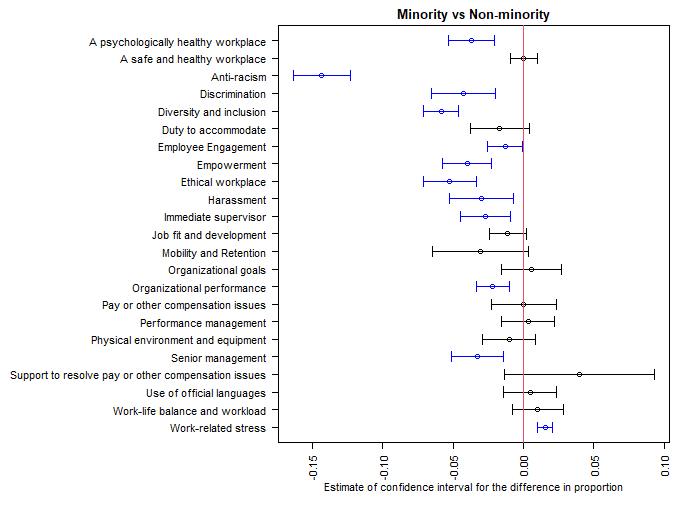 Minority vs Non-minority
A psychologically healthy workplace
A safe and healthy workplace
Anti-racism
Discrimination
Diversity and inclusion
Duty to accommodate
Employee Engagement
Empowerment
Ethical workplace
Harassment
Immediate supervisor
Job fit and development
Mobility and Retention
Organizational goals
Organizational performance
Pay or other compensation issues
Performance management
Physical environment and equipment
Senior management
Support to resolve pay or other compensation issues
Use of official languages
Work-life balance and workload
Work-related stress
-0.15 -0.10 -0.05 0.00 0.05 0.10
Estimate of confidence interval for the difference in proportion